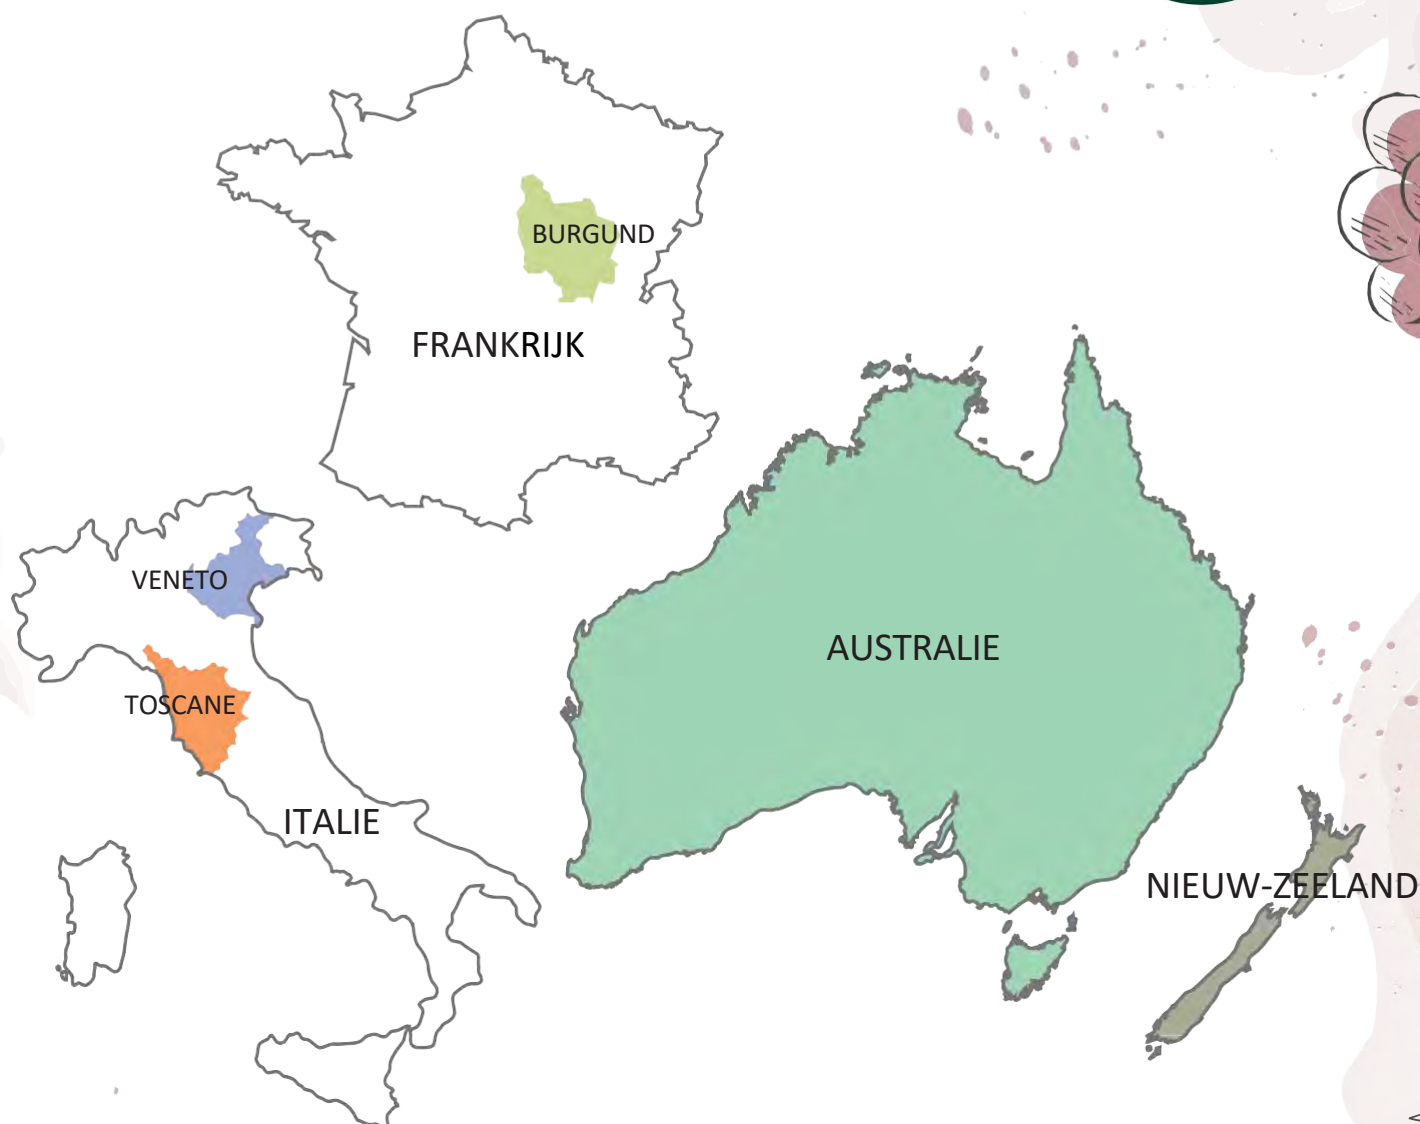 BURGUND
FRANKRIJK
VENETO
AUSTRALIE
TOSCANE
ITALIE
NIEUW-ZEELAND